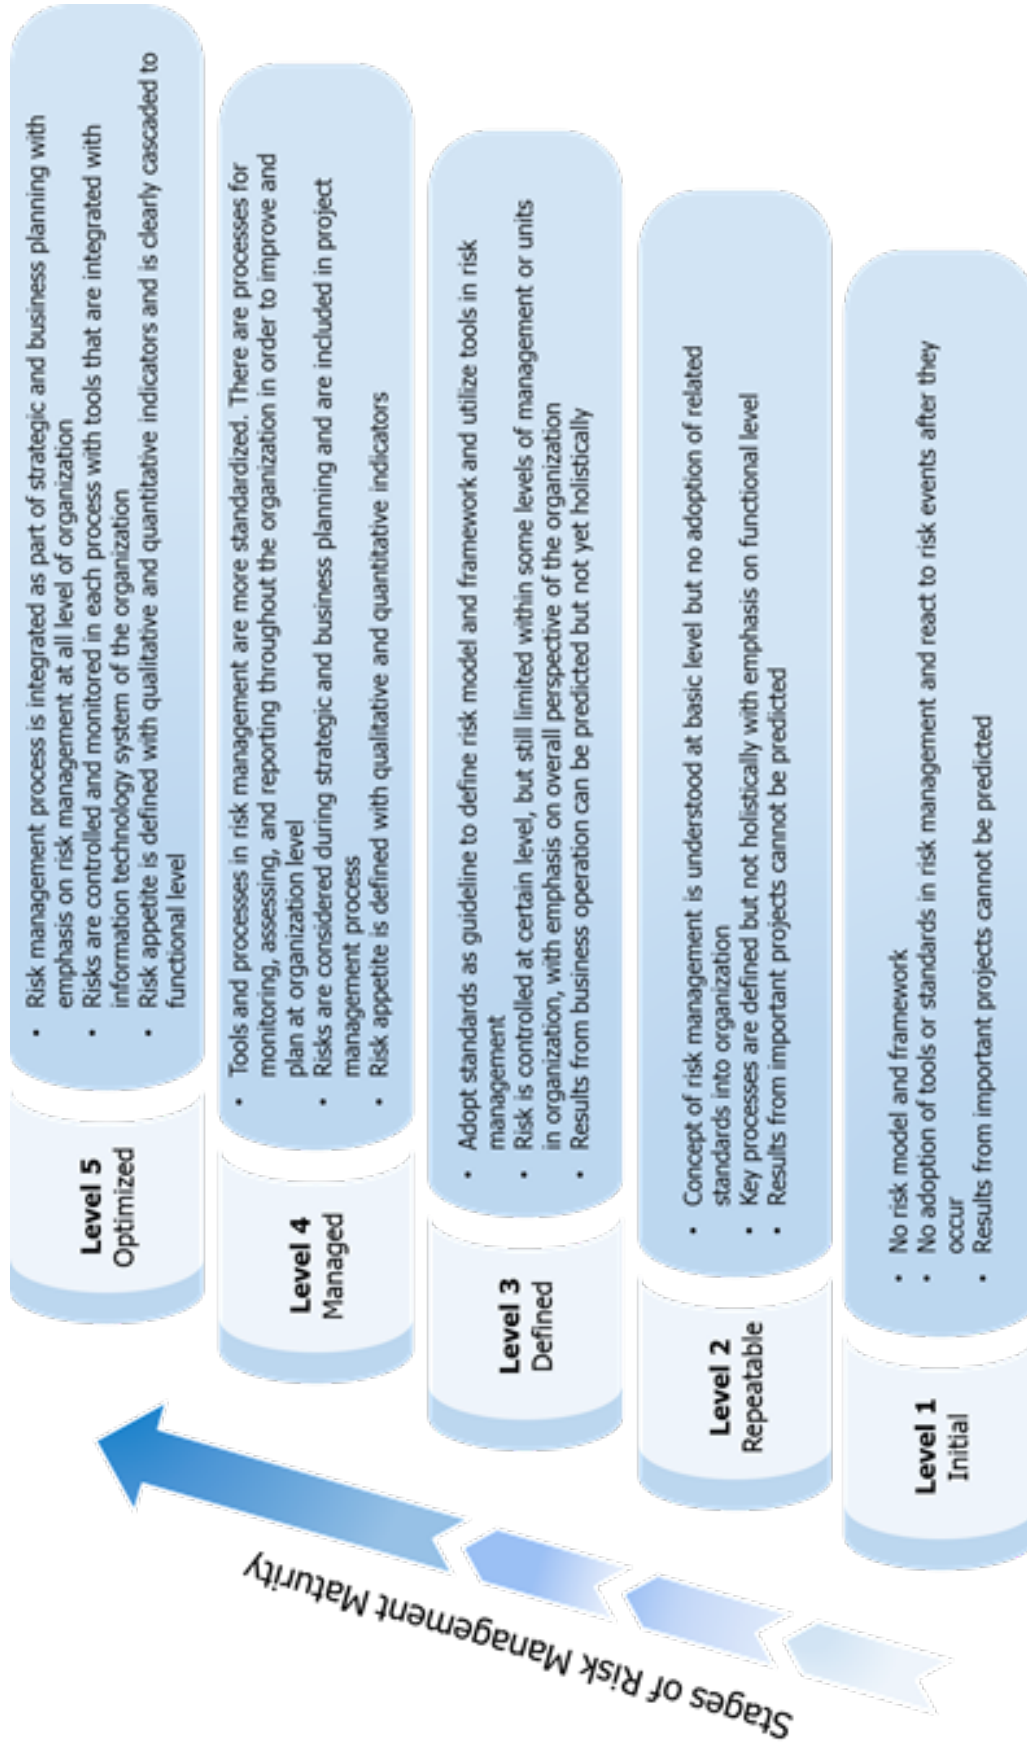 Stages of Risk Management Maturity
Level 5
Optimized
• Risk management process is integrated as part of strategic and business planning with
emphasis on risk management at all level of organization
• Risks are controlled and monitored in each process with tools that are integrated with
information technology system of the organization
• Risk appetite is defined with qualitative and quantitative indicators and is clearly cascaded to
functional level
Level 4
Managed
• Tools and processes in risk management are more standardized. There are processes for
monitoring, assessing, and reporting throughout the organization in order to improve and
plan at organization level
• Risks are considered during strategic and business planning and are included in project
management process
• Risk appetite is defined with qualitative and quantitative indicators
Level 3
Defined
• Adopt standards as guideline to define risk model and framework and utilize tools in risk
management
• Risk is controlled at certain level, but still limited within some levels of management or units
in organization, with emphasis on overall perspective of the organization
• Results from business operation can be predicted but not yet holistically
Level 2
Repeatable
• Concept of risk management is understood at basic level but no adoption of related
standards into organization
• Key processes are defined but not holistically with emphasis on functional level
• Results from important projects cannot be predicted
Level 1
Initial
• No risk model and framework
• No adoption of tools or standards in risk management and react to risk events after they
occur
• Results from important projects cannot be predicted